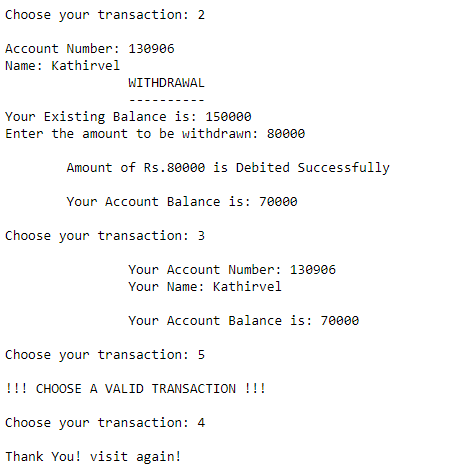 Choose your transaction: 2
Account Number: 130906
Name: Kathirvel
WITHDRAWAL
----------
Your Existing Balance is: 150000
Enter the amount to be withdrawn: 80000
Amount of Rs.80000 is Debited Successfully
Your Account Balance is: 70000
Choose your transaction: 3
Your Account Number: 130906
Your Name: Kathirvel
Your Account Balance is: 70000
Choose your transaction: 5
!!! CHOOSE A VALID TRANSACTION !!!
Choose your transaction: 4
Thank You! visit again!